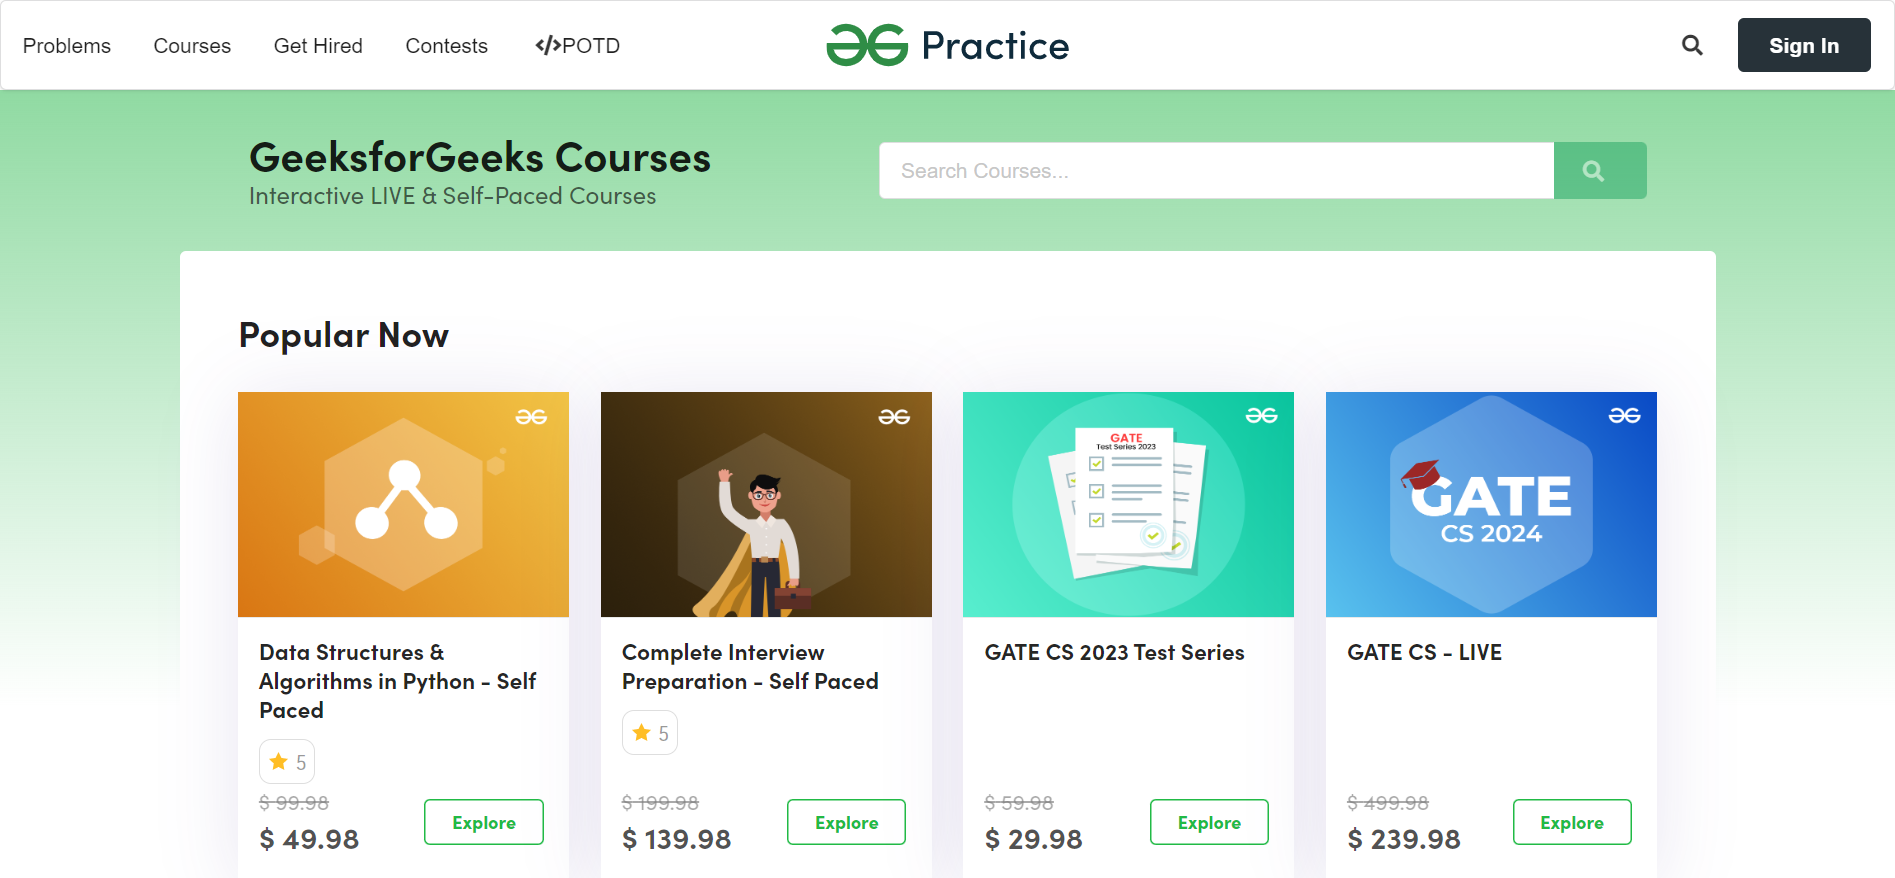 Problems Courses Get Hired Contests </>POTD Practice Sign In
GeeksforGeeks Courses
Interactive LIVE & Self-Paced Courses
Search Courses...
Popular Now
GATE
Test Series 2023
GATE
CS 2024
Data Structures &
Algorithms in Python - Self
Paced
5
$ 99.98
$ 49.98
Explore
Complete Interview
Preparation - Self Paced
5
$ 199.98
$ 139.98
Explore
GATE CS 2023 Test Series
$ 59.98
$ 29.98
Explore
GATE CS - LIVE
$ 499.98
$ 239.98
Explore